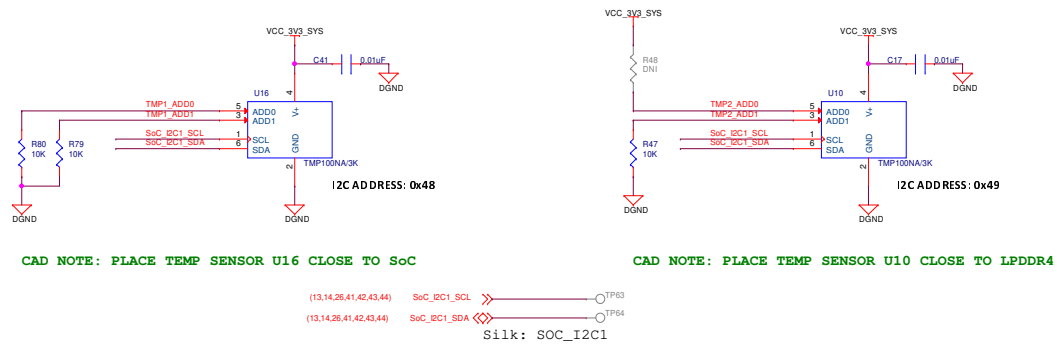 VCC_3V3_SYS
C41
0.01uF
DGND
U16
4
TMP1_ADD0
5
ADD0
V+
TMP1_ADD1
3
ADD1
R80
10K
R79
10K
SoC_I2C1_SCL
1
SCL
SoC_I2C1_SDA
6
SDA
GND
2
TMP100NA/3K
I2C ADDRESS: 0x48
DGND
DGND
CAD NOTE: PLACE TEMP SENSOR U16 CLOSE TO SoC
VCC_3V3_SYS
R48
DNI
VCC_3V3_SYS
C17
0.01uF
DGND
U10
4
TMP2_ADD0
5
ADD0
V+
TMP2_ADD1
3
ADD1
R47
10K
SoC_I2C1_SCL
1
SCL
SoC_I2C1_SDA
6
SDA
GND
2
TMP100NA/3K
I2C ADDRESS: 0x49
DGND
DGND
CAD NOTE: PLACE TEMP SENSOR U10 CLOSE TO LPDDR4
(13,14,26,41,42,43,44) SoC_I2C1_SCL TP63
(13,14,26,41,42,43,44) SoC_I2C1_SDA TP64
Silk: SOC_I2C1